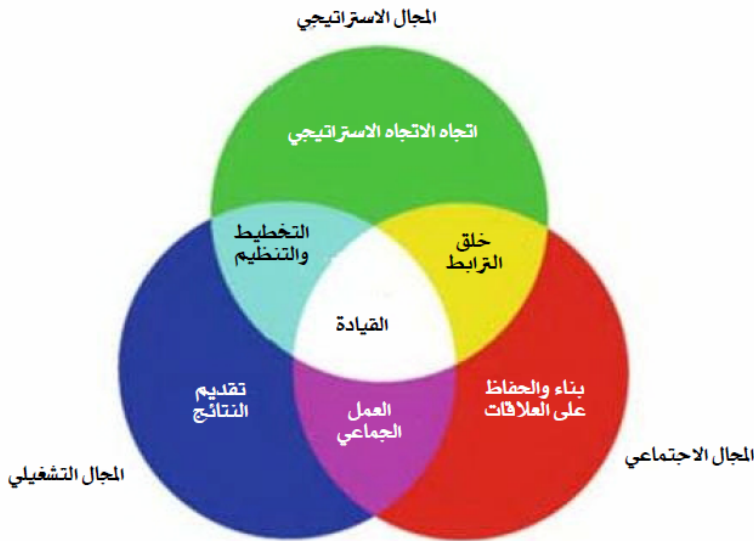 المجال الاستراتيجي
اتجاه الاتجاه الاستراتيجي
التخطيط
والتنظيم
خلق
الترابط
القيادة
تقديم
النتائج
العمل
الجماعي
بناء والحفاظ
على العلاقات
المجال التشغيلي
المجال الاجتماعي